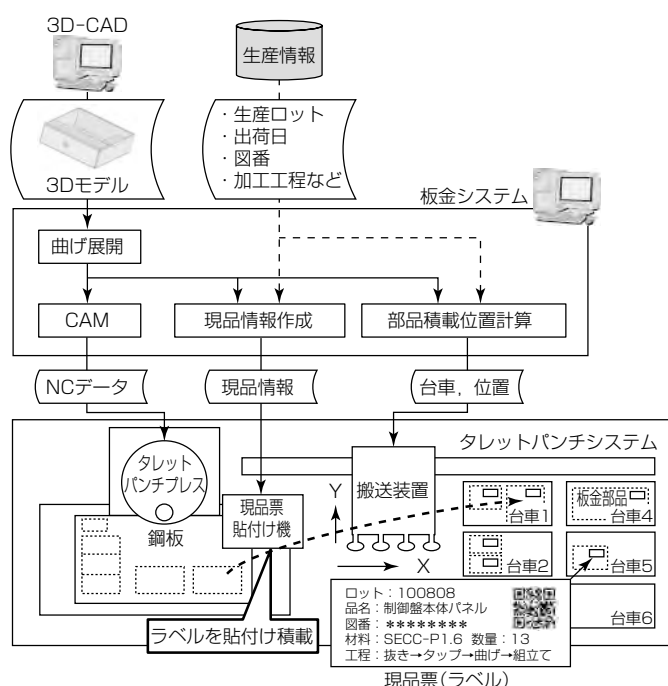 3D-CAD
生産情報
3Dモデル
・生産ロット
・出荷日
・図番
・加工工程など
板金システム
曲げ展開
CAM
現品情報作成
部品積載位置計算
NCデータ
現品情報
台車，位置
タレットパンチシステム
タレット
パンチプレス
鋼板
現品票
貼付け機
搬送装置
Y
X
台車1
板金部品
台車4
台車2
台車5
台車6
ラベルを貼付け積載
ロット：100808
品名：制御盤本体パネル
図番：********
材料：SECC-P1.6 数量：13
工程：抜き→タップ→曲げ→組立て
現品票(ラベル)